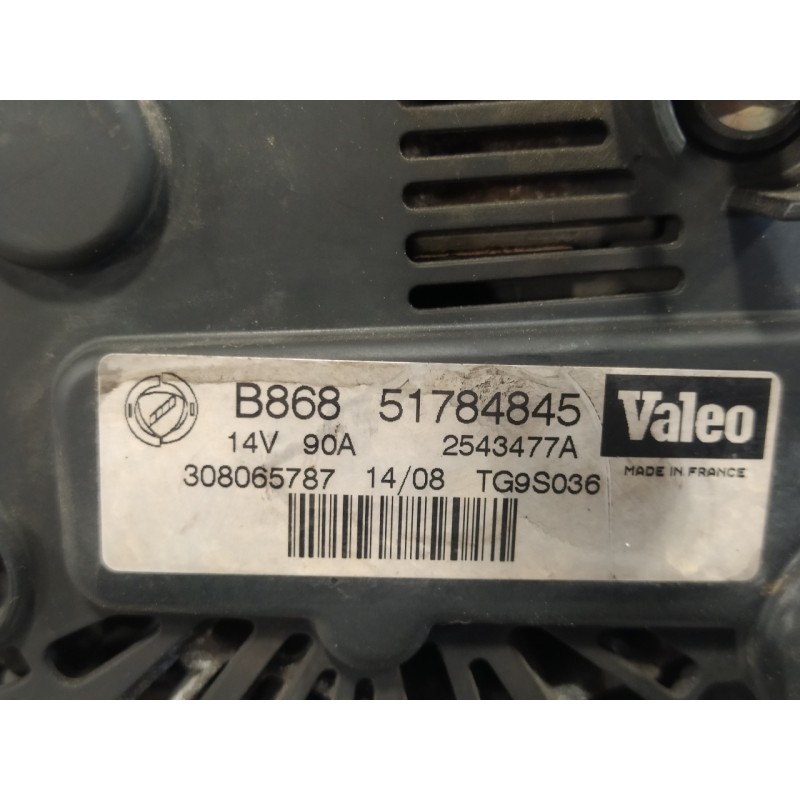 B868 51784845
14V 90A 2543477A
308065787 14/08 TG9S036
Valeo
MADE IN FRANCE